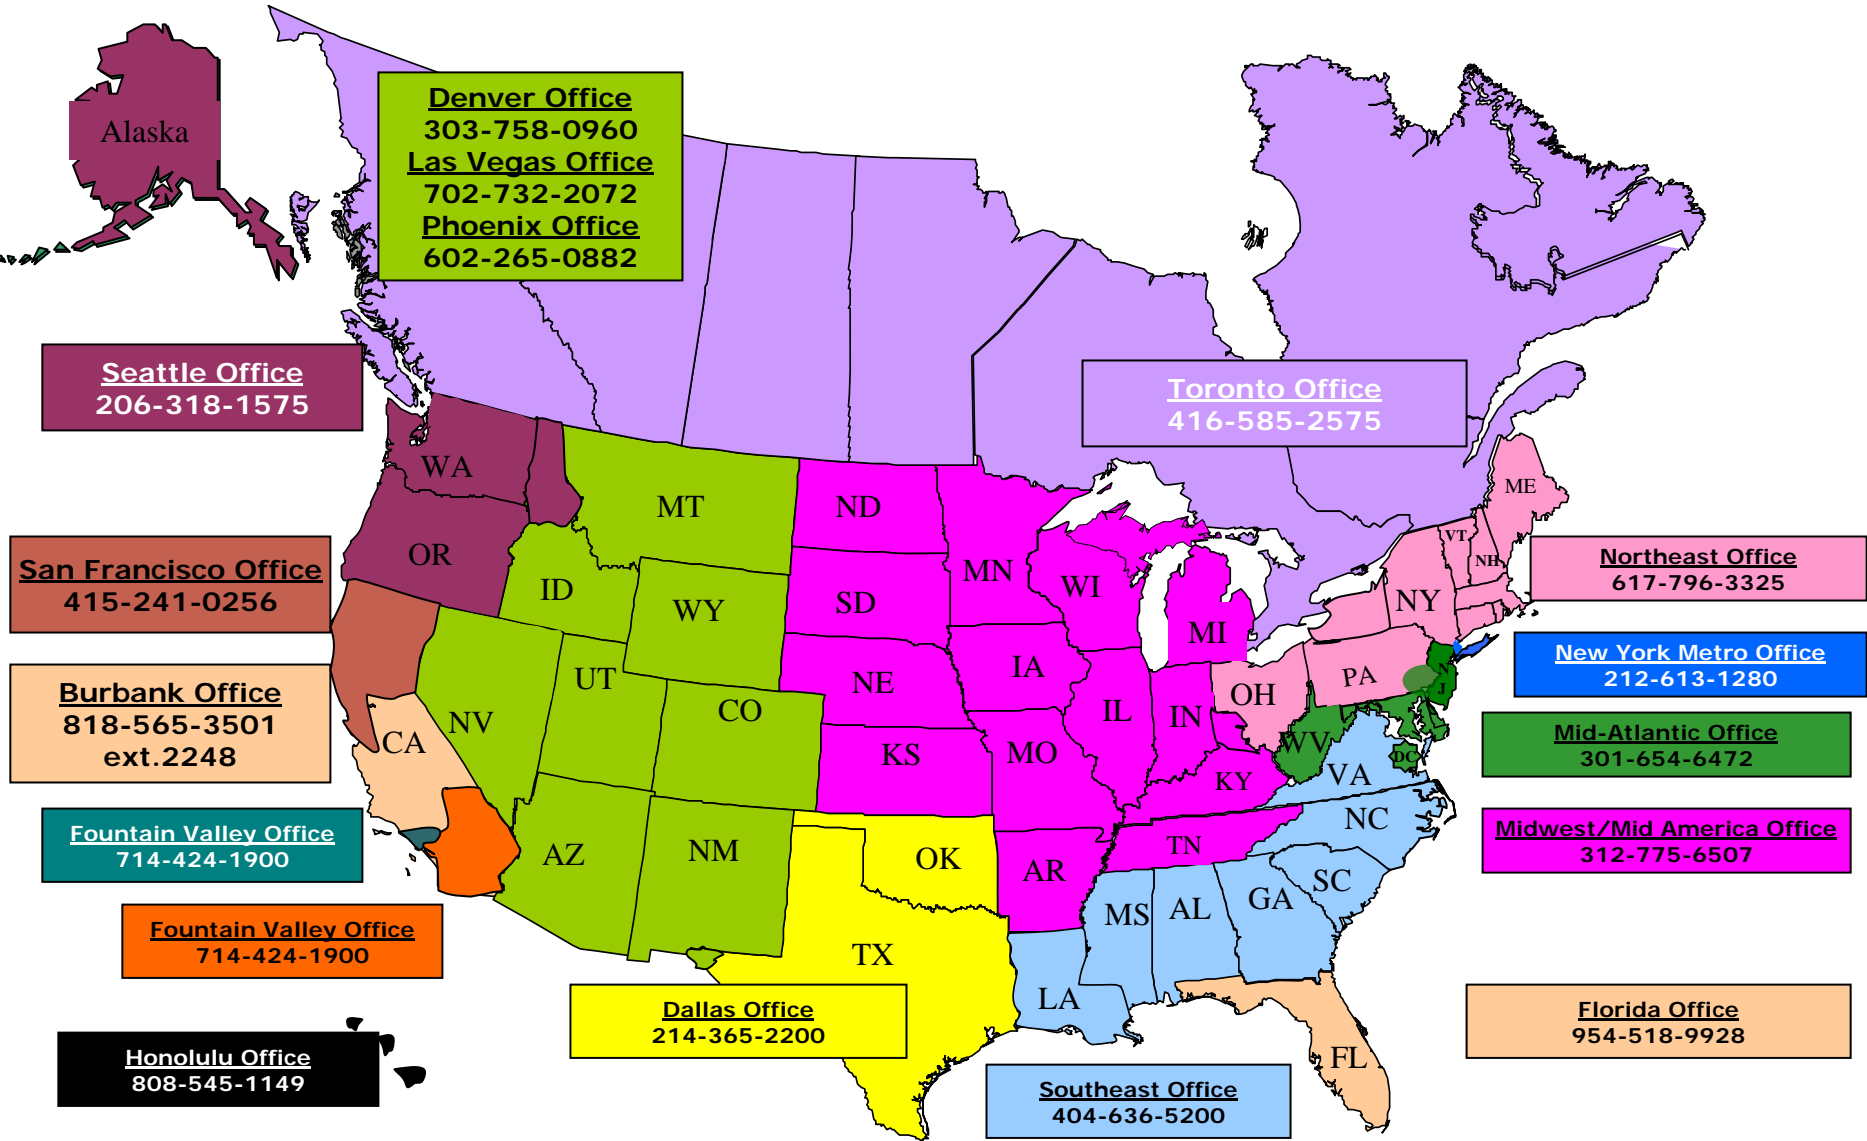 Alaska
Denver Office
303-758-0960
Las Vegas Office
702-732-2072
Phoenix Office
602-265-0882
Seattle Office
206-318-1575
Toronto Office
416-585-2575
WA
OR
MT
ID
WY
ND
SD
MN
WI
MI
ME
VT
NH
NY
San Francisco Office
415-241-0256
Northeast Office
617-796-3325
Burbank Office
818-565-3501
ext.2248
New York Metro Office
212-613-1280
CA
NV
UT
CO
NE
KS
IA
MO
IL
IN
OH
PA
N
J
WV
DC
VA
KY
Mid-Atlantic Office
301-654-6472
Fountain Valley Office
714-424-1900
Midwest/Mid America Office
312-775-6507
AZ
NM
OK
TX
AR
TN
NC
SC
GA
AL
MS
LA
FL
Fountain Valley Office
714-424-1900
Dallas Office
214-365-2200
Florida Office
954-518-9928
Honolulu Office
808-545-1149
Southeast Office
404-636-5200